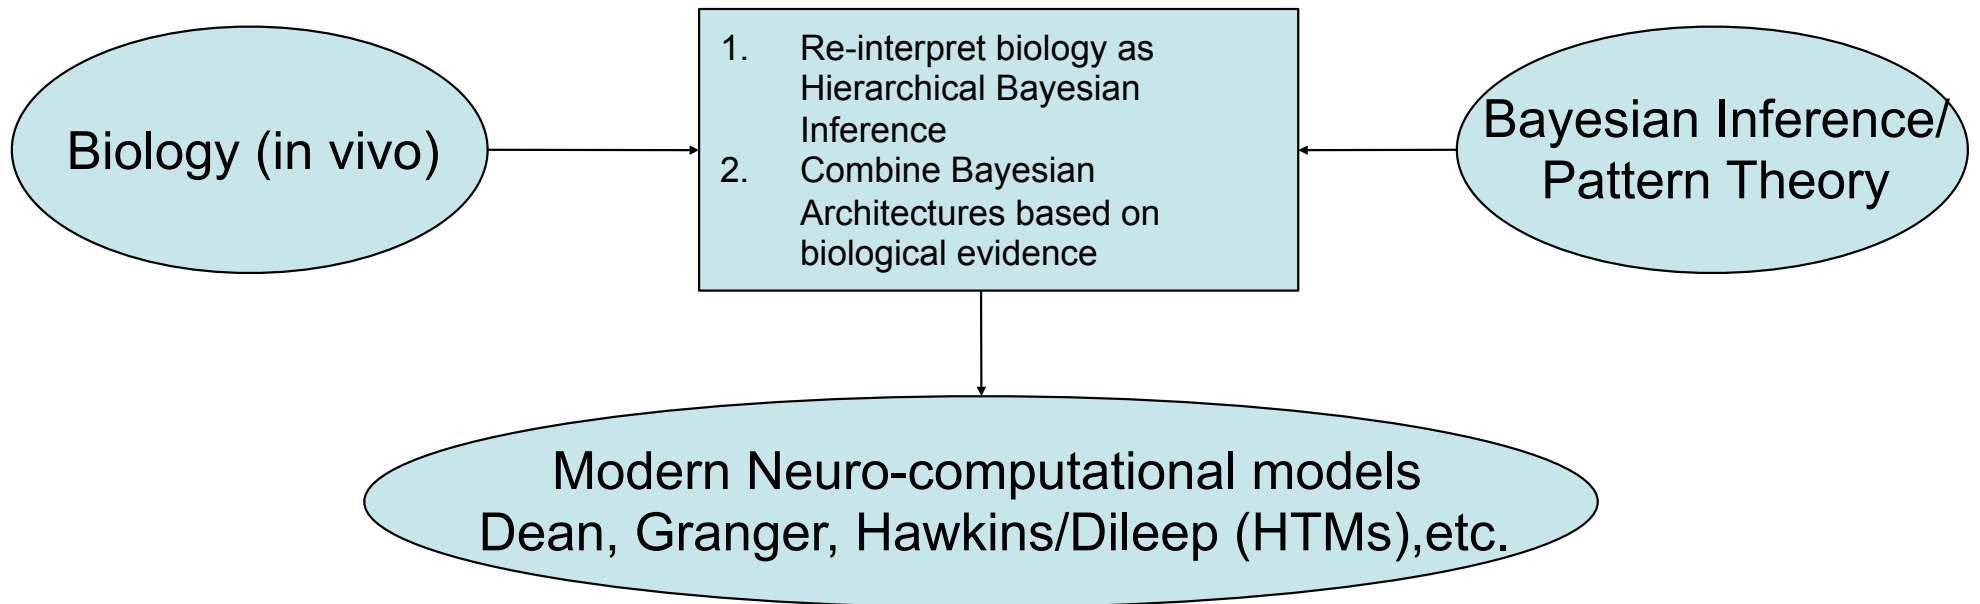 Biology (in vivo)
1. Re-interpret biology as
Hierarchical Bayesian
Inference
2. Combine Bayesian
Architectures based on
biological evidence
Bayesian Inference/
Pattern Theory
Modern Neuro-computational models
Dean, Granger, Hawkins/Dileep (HTMs),etc.